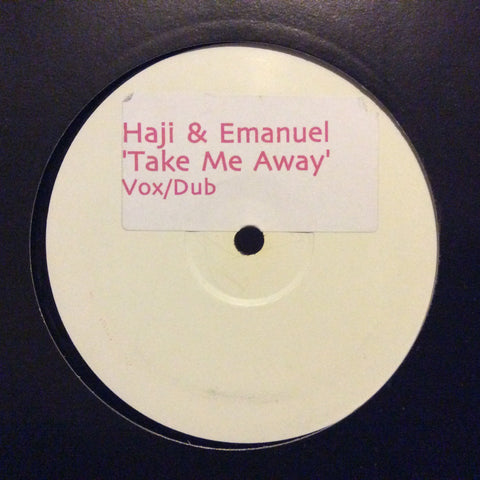 Haji & Emanuel
'Take Me Away'
Vox/Dub